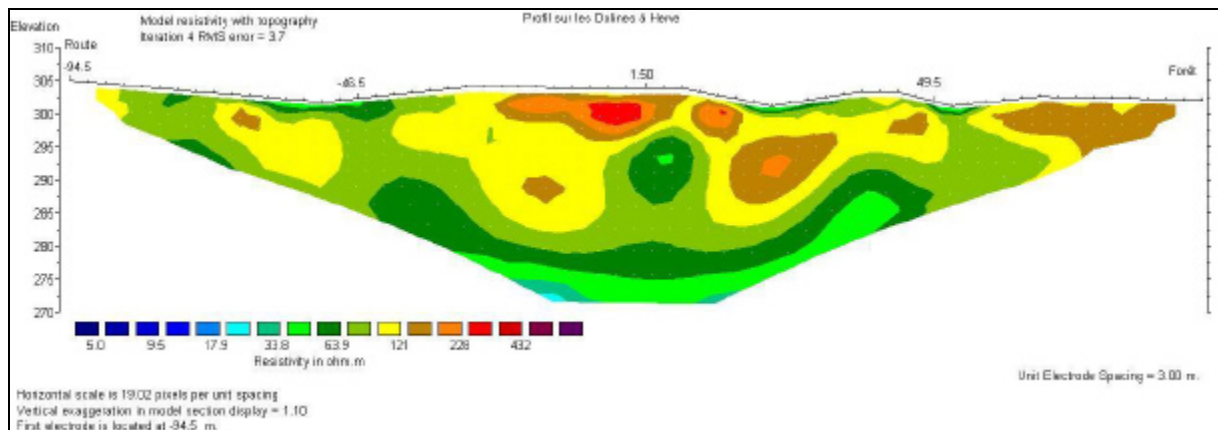 Elevation
Model resistivity with topography
Profil sur les Dolines à Herve
Iteration 4 RMS error = 3.7
310
Route
-94.5
-46.5
1.50
49.5
Forêt
305
300
295
290
285
280
275
270
5.0 9.5 17.9 33.8 63.9 121 228 432
Resistivity in ohm.m
Unit Electrode Spacing = 3.00 m.
Horizontal scale is 19.02 pixels per unit spacing
Vertical exaggeration in model section display = 1.10
First electrode is located at -94.5 m.